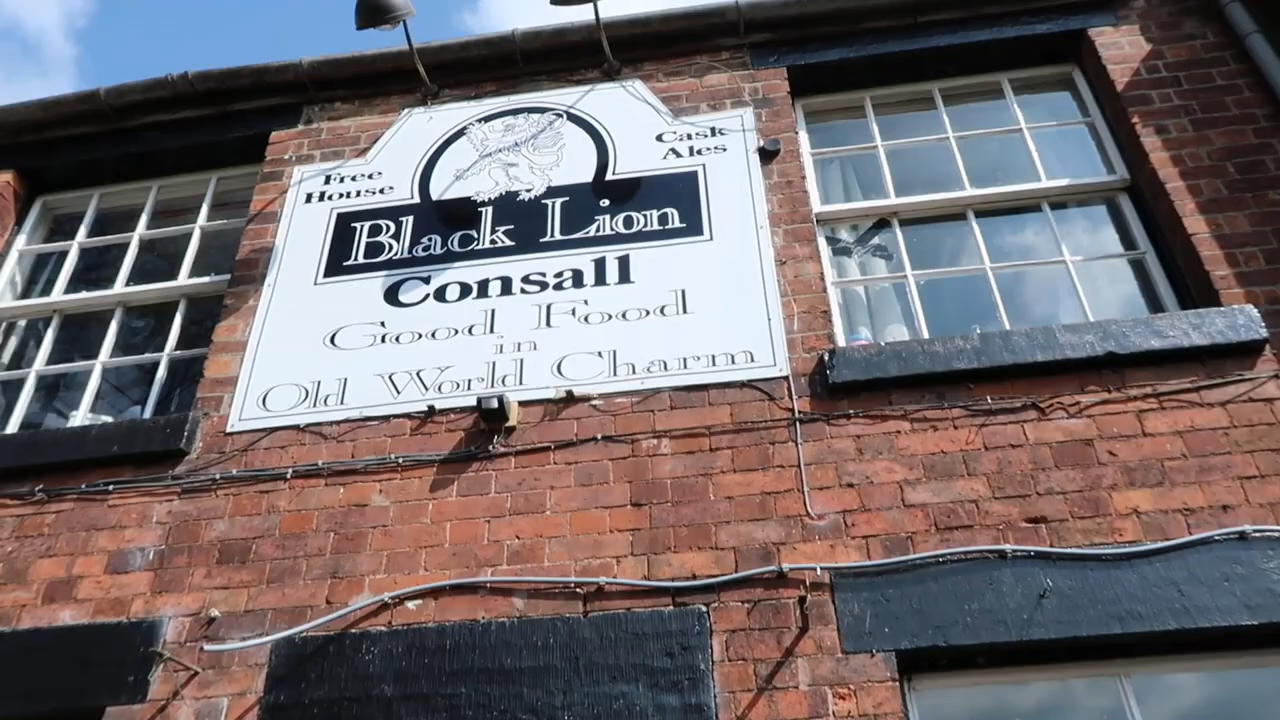 Free House
Cask Ales
Black Lion
Consall
Good Food
in
Old World Charm